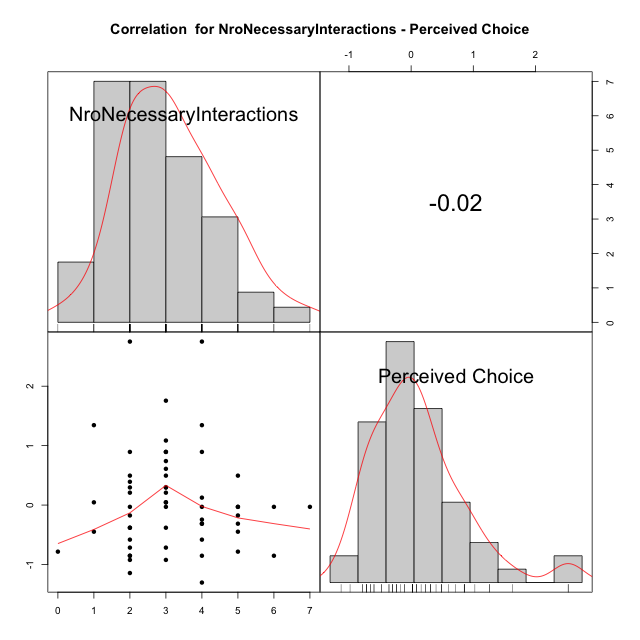 Correlation  for NroNecessaryInteractions - Perceived Choice
-1 0 1 2
NroNecessaryInteractions
7
6
5
4
3
2
1
0
-0.02
2
1
0
-1
Perceived Choice
0 1 2 3 4 5 6 7